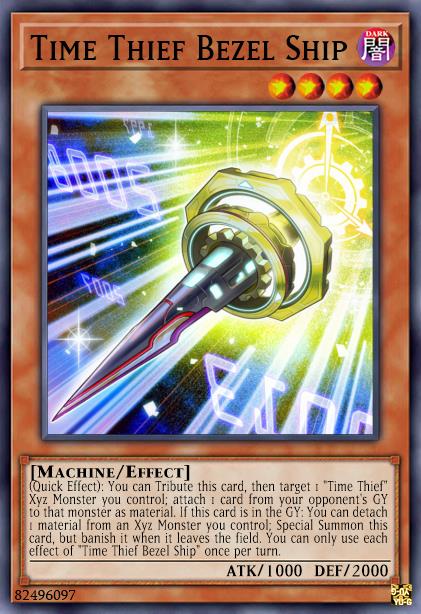 TIME THIEF BEZEL SHIP
DARK
闇
[MACHINE/EFFECT]
(Quick Effect): You can Tribute this card, then target 1 "Time Thief"
Xyz Monster you control; attach 1 card from your opponent's GY
to that monster as material. If this card is in the GY: You can detach
1 material from an Xyz Monster you control; Special Summon this
card, but banish it when it leaves the field. You can only use each
effect of "Time Thief Bezel Ship" once per turn.
ATK/1000 DEF/2000
82496097